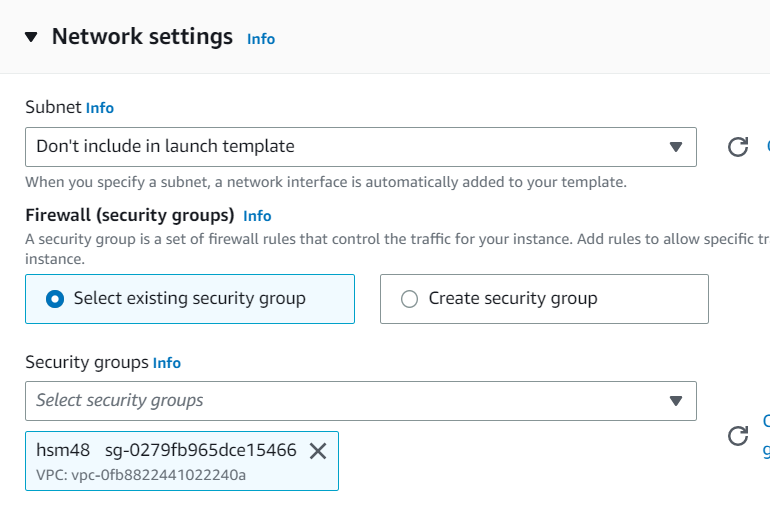 Network settings Info
Subnet Info
Don't include in launch template
When you specify a subnet, a network interface is automatically added to your template.
Firewall (security groups) Info
A security group is a set of firewall rules that control the traffic for your instance. Add rules to allow specific
instance.
Select existing security group
Create security group
Security groups Info
Select security groups
hsm48 sg-0279fb965dce15466
VPC: vpc-0fb8822441022240a